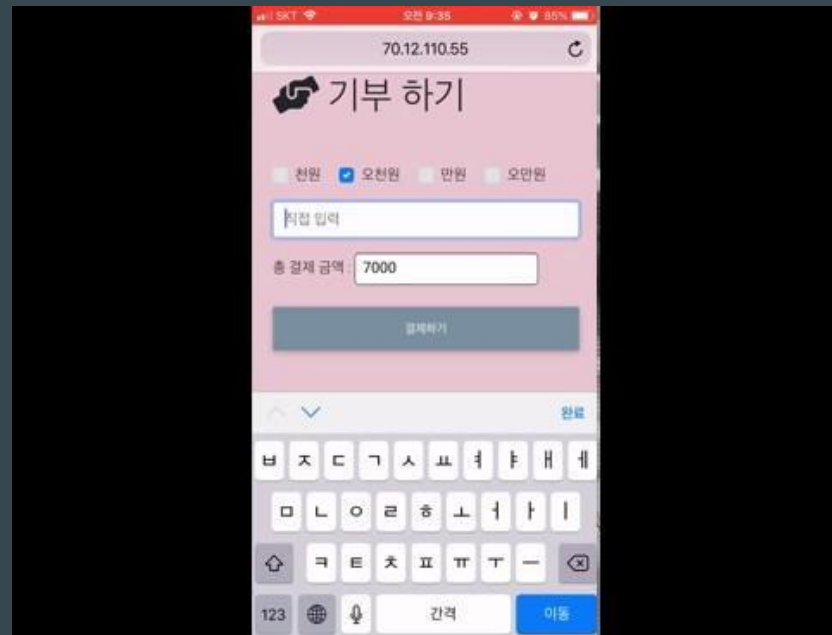 SKT 오전 9:35 85%
70.12.110.55
기부 하기
천원 오천원 만원 오만원
직접 입력
총 결제 금액 : 7000
결제하기
완료
ㅂ ㅈ ㄷ ㄱ ㅅ ㅛ ㅕ ㅑ ㅐ ㅔ
ㅁ ㄴ ㅇ ㄹ ㅎ ㅗ ㅓ ㅏ ㅣ
ㅋ ㅌ ㅊ ㅍ ㅠ ㅜ ㅡ
123 간격 이동